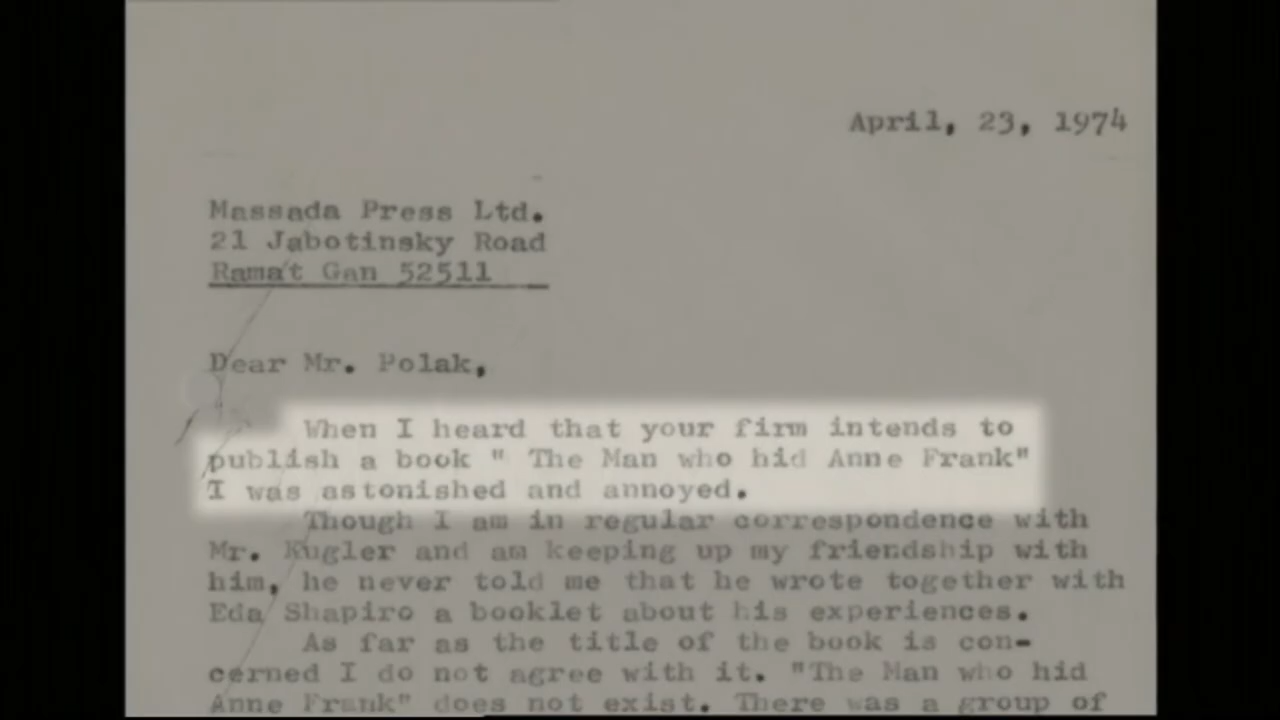 April, 23, 1974
Massada Press Ltd.
21 Jabotinsky Road
Ramat Gan 52511
Dear Mr. Polak,
When I heard that your firm intends to
publish a book " The Man who hid Anne Frank"
I was astonished and annoyed.
Though I am in regular correspondence with
Mr. Kugler and am keeping up my friendship with
him, he never told me that he wrote together with
Eda Shapiro a booklet about his experiences.
As far as the title of the book is con-
cerned I do not agree with it. "The Man who hid
Anne Frank" does not exist. There was a group of